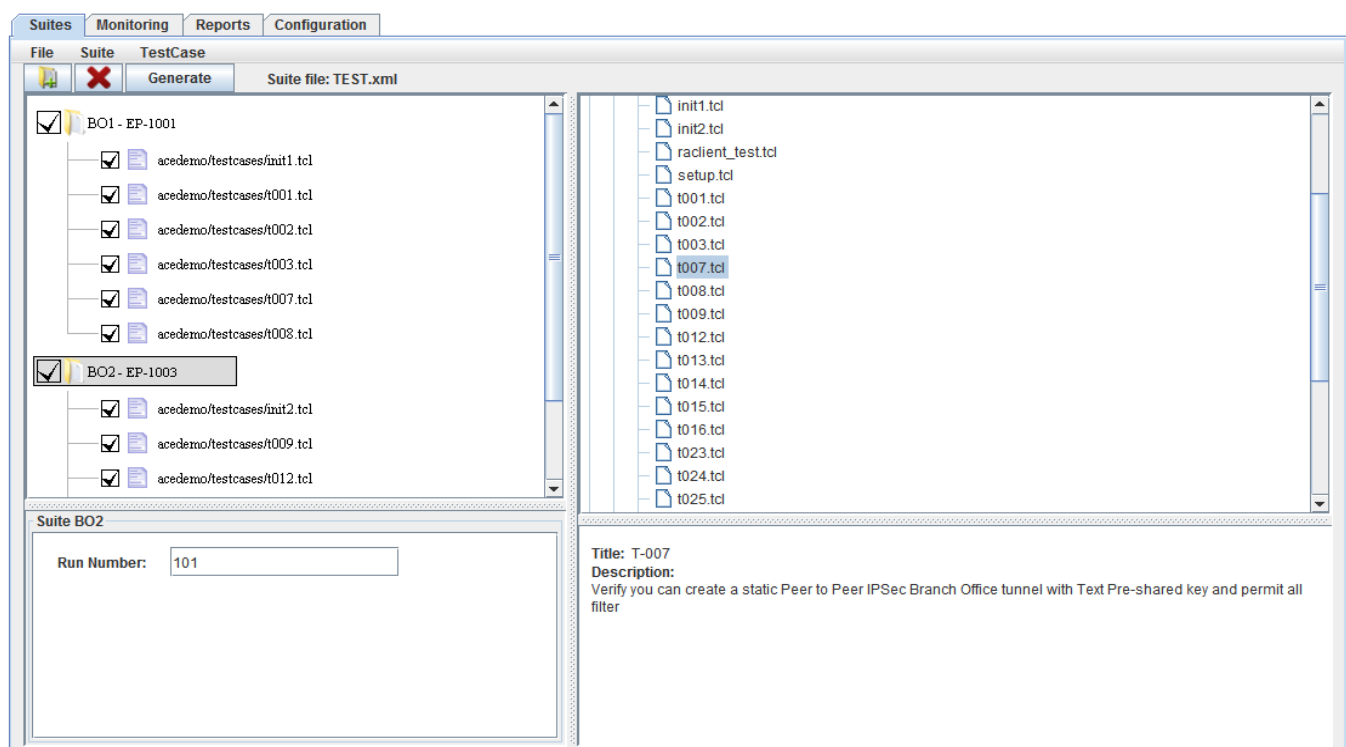 Suites Monitoring Reports Configuration
File Suite TestCase
Generate Suite file: TEST.xml
BO1 - EP-1001
acedemo/testcases/init1.tcl
acedemo/testcases/t001.tcl
acedemo/testcases/t002.tcl
acedemo/testcases/t003.tcl
acedemo/testcases/t007.tcl
acedemo/testcases/t008.tcl
BO2 - EP-1003
acedemo/testcases/init2.tcl
acedemo/testcases/t009.tcl
acedemo/testcases/t012.tcl
init1.tcl
init2.tcl
raclient_test.tcl
setup.tcl
t001.tcl
t002.tcl
t003.tcl
t007.tcl
t008.tcl
t009.tcl
t012.tcl
t013.tcl
t014.tcl
t015.tcl
t016.tcl
t023.tcl
t024.tcl
t025.tcl
Suite BO2
Run Number: 101
Title: T-007
Description:
Verify you can create a static Peer to Peer IPSec Branch Office tunnel with Text Pre-shared key and permit all
filter